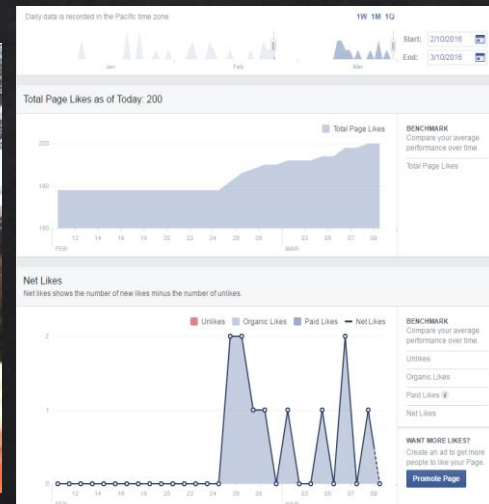 Daily data is recorded in the Pacific time zone.
1W 1M 1Q
Start: 2/10/2016
End: 3/10/2016
Jan Feb Mar
Total Page Likes as of Today: 200
Total Page Likes
BENCHMARK
Compare your average
performance over time.
Total Page Likes
200
190
180
12 14 16 18 20 22 24 26 28 03 05 07 09
FEB MAR
Net Likes
Net likes shows the number of new likes minus the number of unlikes.
Unlikes Organic Likes Paid Likes Net Likes
BENCHMARK
Compare your average
performance over time.
Unlikes
Organic Likes
Paid Likes
Net Likes
2
1
0
WANT MORE LIKES?
Create an ad to get more
people to like your Page.
Promote Page
12 14 16 18 20 22 24 26 28 03 05 07 09